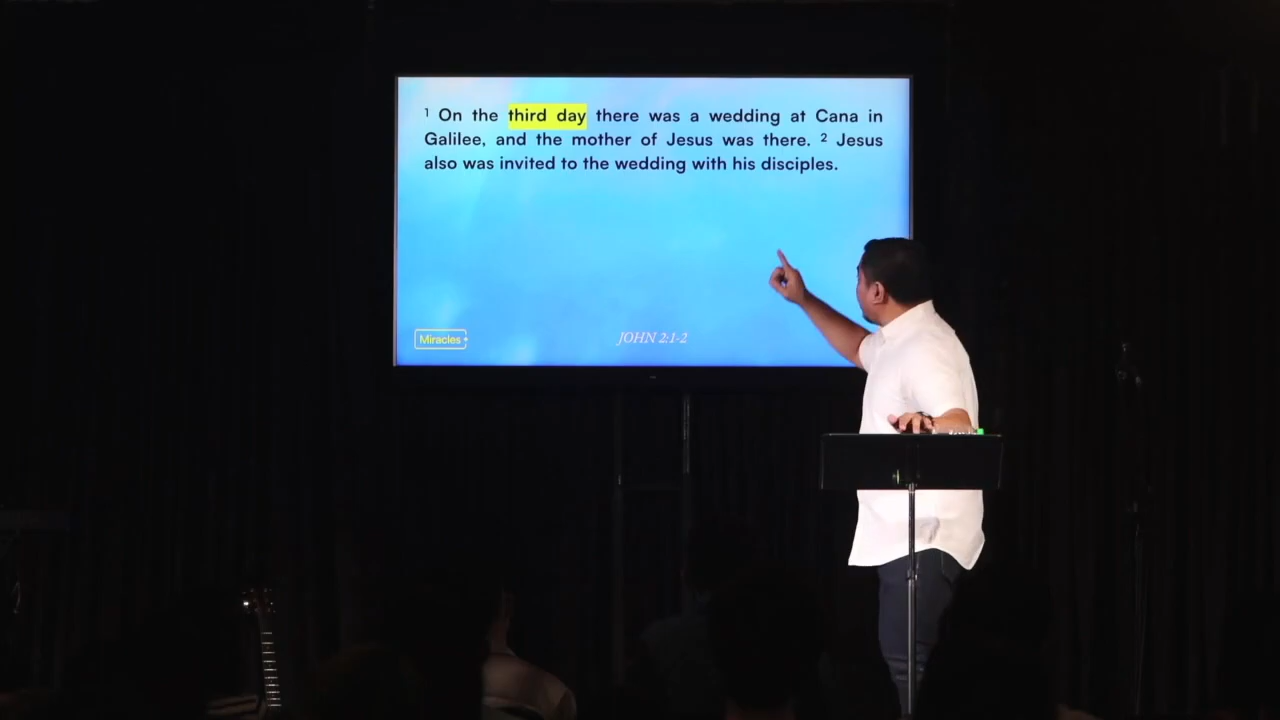 ¹ On the third day there was a wedding at Cana in
Galilee, and the mother of Jesus was there. ² Jesus
also was invited to the wedding with his disciples.
Miracles
JOHN 2:1-2